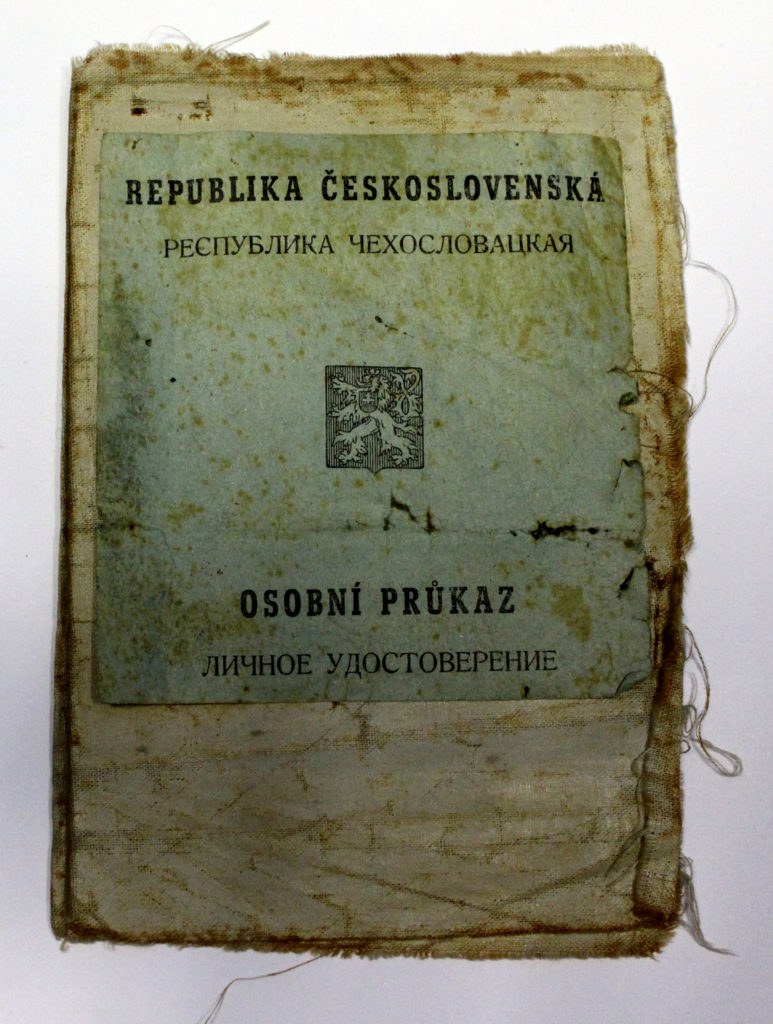 REPUBLIKA ČESKOSLOVENSKÁ
РЕСПУБЛИКА ЧЕХОСЛОВАЦКАЯ
OSOBNÍ PRŮKAZ
ЛИЧНОЕ УДОСТОВЕРЕНИЕ